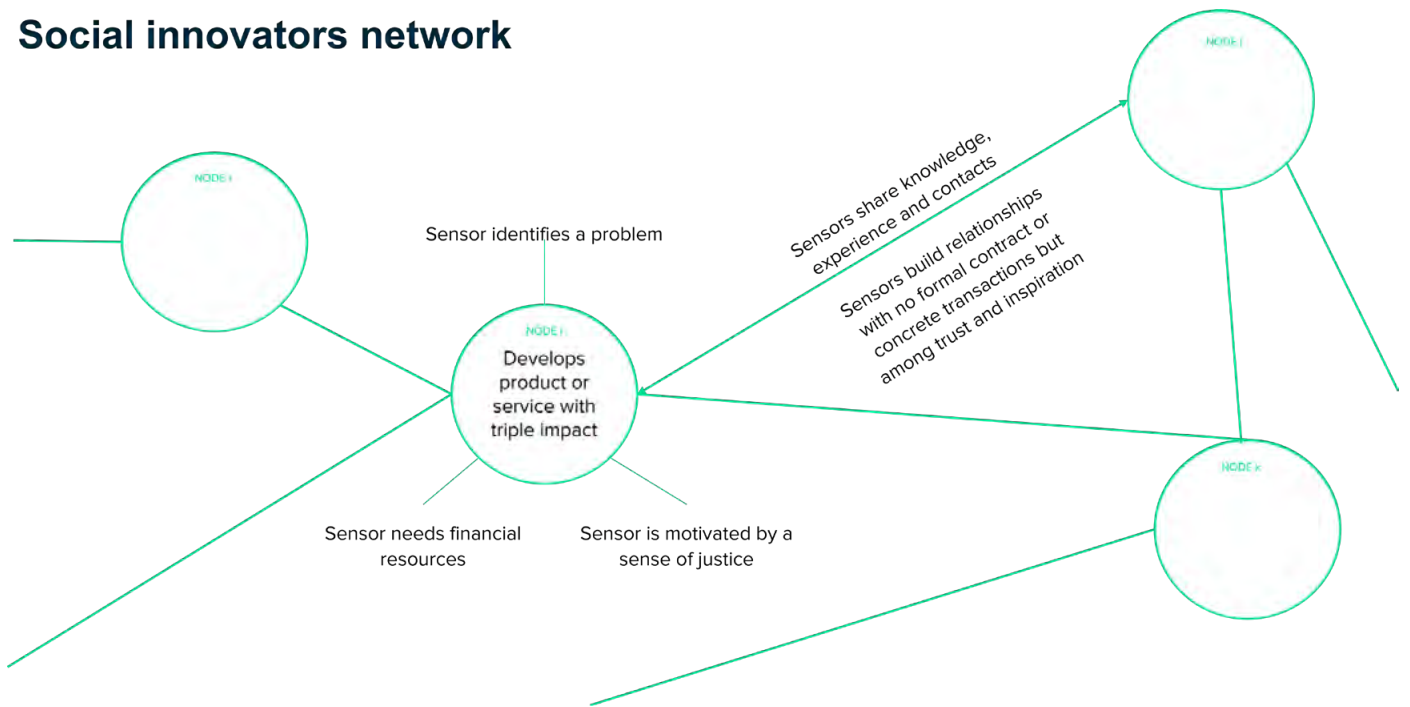 Social innovators network
NODE
NODE
Sensor share knowledge,
experience and contacts
Sensors build relationships
with no formal contract or
concrete transactions but
among trust and inspiration
Sensor identifies a problem
NODE
Develops
product or
service with
triple impact
NODE
Sensor needs financial
resources
Sensor is motivated by a
sense of justice